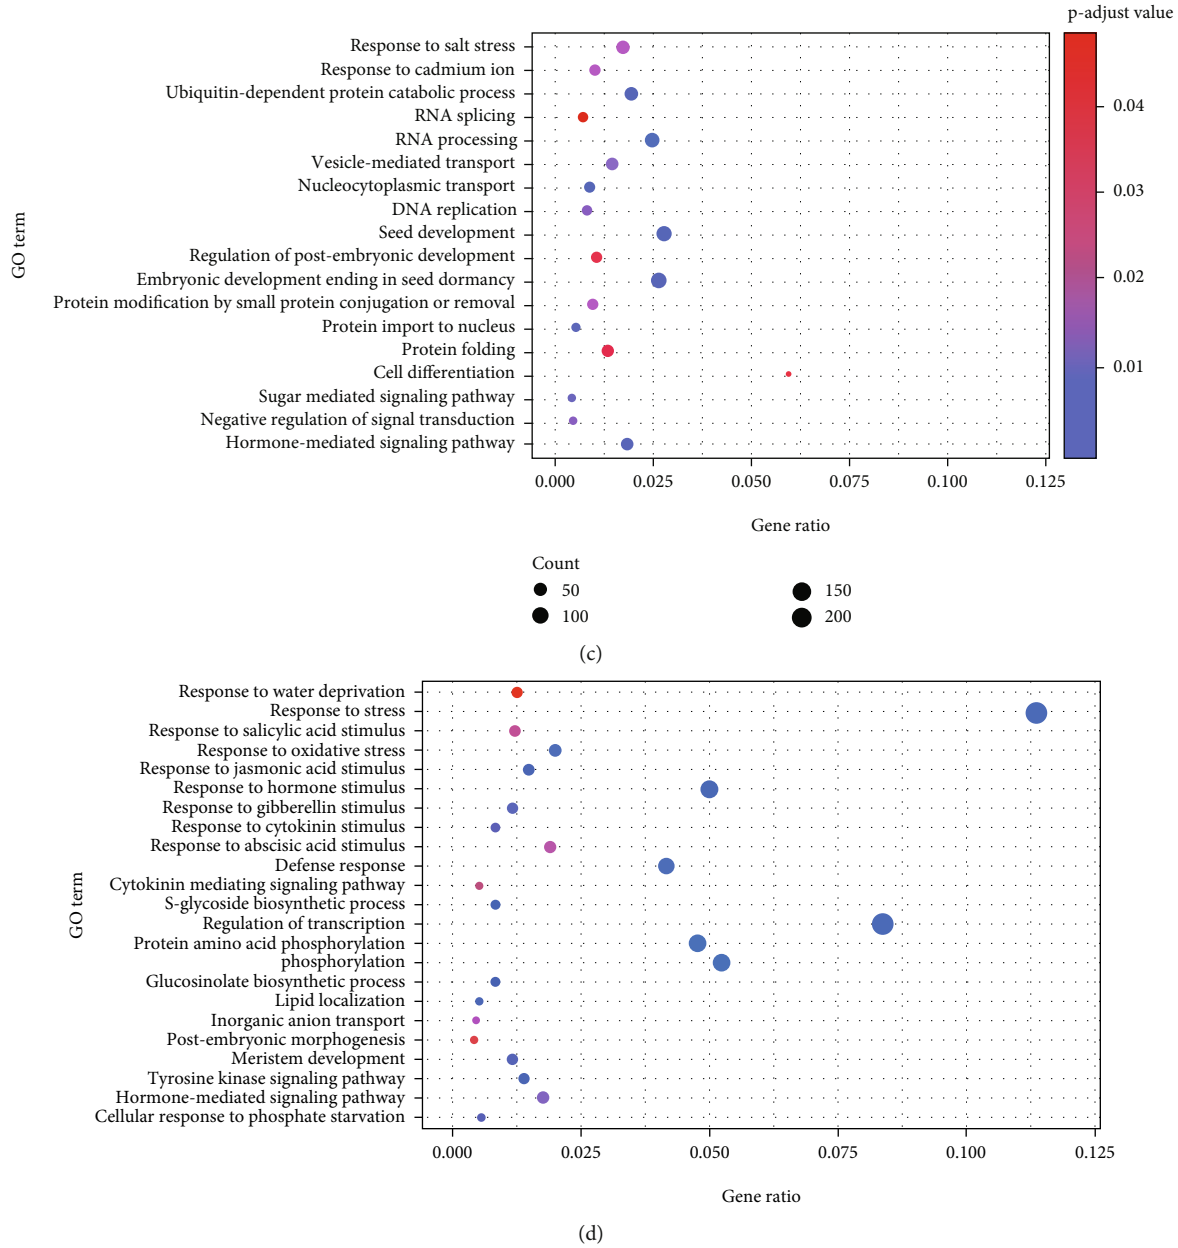 p-adjust value
Response to salt stress
Response to cadmium ion
Ubiquitin-dependent protein catabolic process
RNA splicing
RNA processing
Vesicle-mediated transport
Nucleocytoplasmic transport
DNA replication
Seed development
Regulation of post-embryonic development
Embryonic development ending in seed dormancy
Protein modification by small protein conjugation or removal
Protein import to nucleus
Protein folding
Cell differentiation
Sugar mediated signaling pathway
Negative regulation of signal transduction
Hormone-mediated signaling pathway
GO term
0.04
0.03
0.02
0.01
0.000 0.025 0.050 0.075 0.100 0.125
Gene ratio
Count
50 150
100 200
(c)
Response to water deprivation
Response to stress
Response to salicylic acid stimulus
Response to oxidative stress
Response to jasmonic acid stimulus
Response to hormone stimulus
Response to gibberellin stimulus
Response to cytokinin stimulus
Response to abscisic acid stimulus
Defense response
Cytokinin mediating signaling pathway
S-glycoside biosynthetic process
Regulation of transcription
Protein amino acid phosphorylation
phosphorylation
Glucosinolate biosynthetic process
Lipid localization
Inorganic anion transport
Post-embryonic morphogenesis
Meristem development
Tyrosine kinase signaling pathway
Hormone-mediated signaling pathway
Cellular response to phosphate starvation
GO term
0.000 0.025 0.050 0.075 0.100 0.125
Gene ratio
(d)